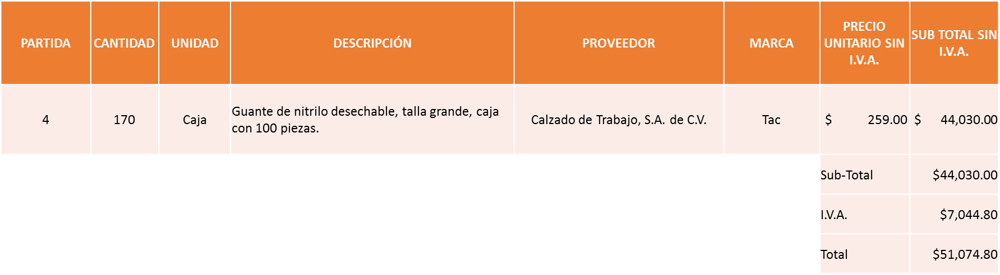 PARTIDA
CANTIDAD
UNIDAD
DESCRIPCIÓN
PROVEEDOR
MARCA
PRECIO
UNITARIO SIN
I.V.A.
SUB TOTAL SIN
I.V.A.
4
170
Caja
Guante de nitrilo desechable, talla grande, caja
con 100 piezas.
Calzado de Trabajo, S.A. de C.V.
Tac
$ 259.00
$ 44,030.00
Sub-Total $44,030.00
I.V.A. $7,044.80
Total $51,074.80